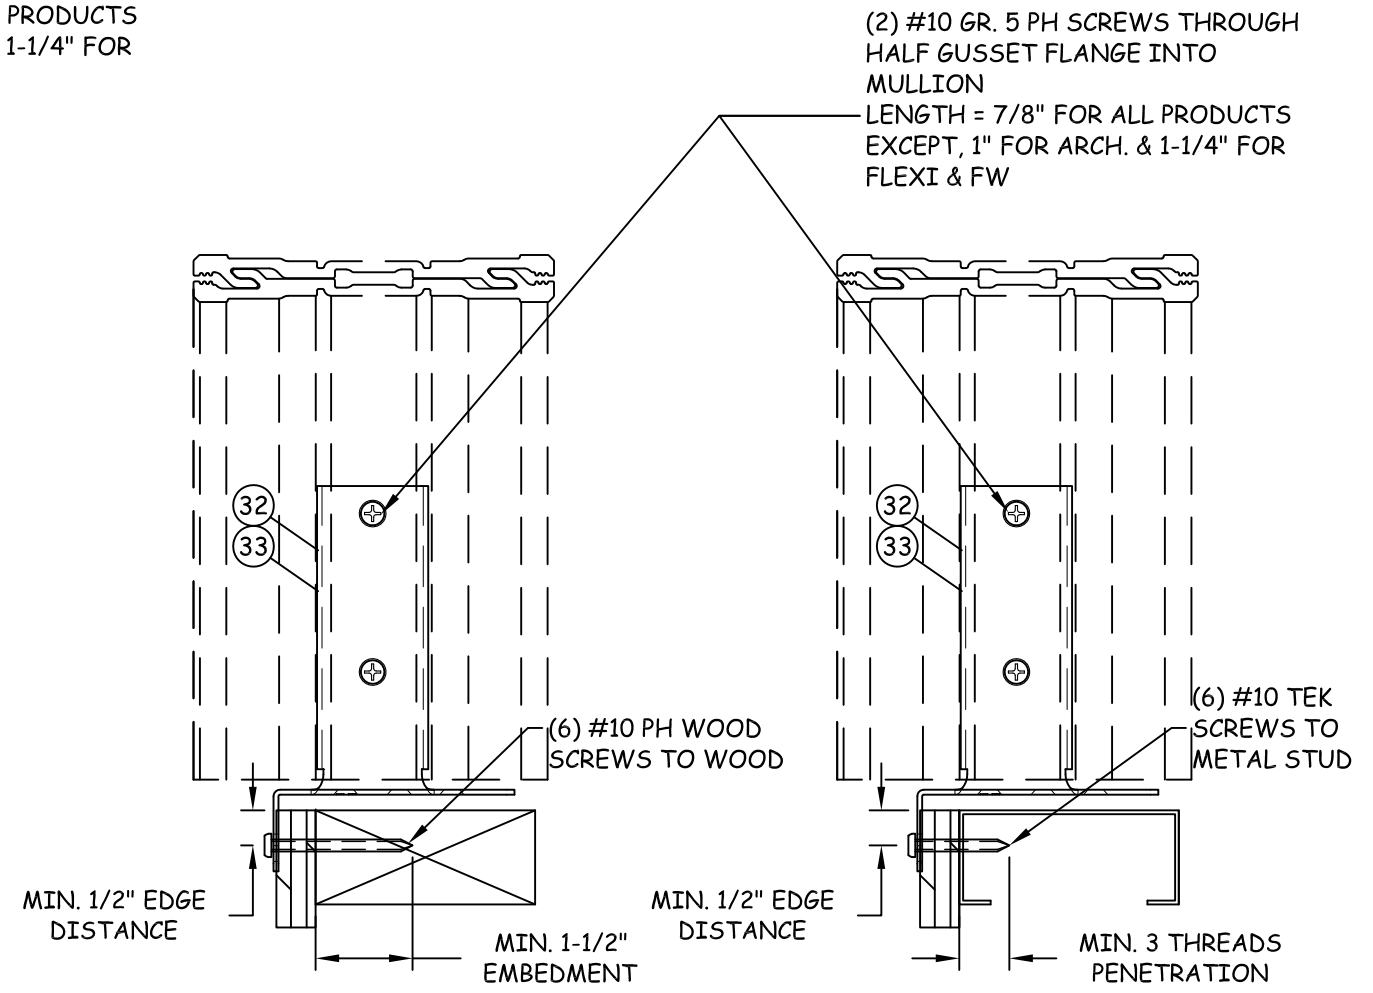 PRODUCTS
1-1/4" FOR
(2) #10 GR. 5 PH SCREWS THROUGH
HALF GUSSET FLANGE INTO
MULLION
LENGTH = 7/8" FOR ALL PRODUCTS
EXCEPT, 1" FOR ARCH. & 1-1/4" FOR
FLEXI & FW
32
33
32
33
(6) #10 PH WOOD
SCREWS TO WOOD
(6) #10 TEK
SCREWS TO
METAL STUD
MIN. 1/2" EDGE
DISTANCE
MIN. 1-1/2"
EMBEDMENT
MIN. 1/2" EDGE
DISTANCE
MIN. 3 THREADS
PENETRATION